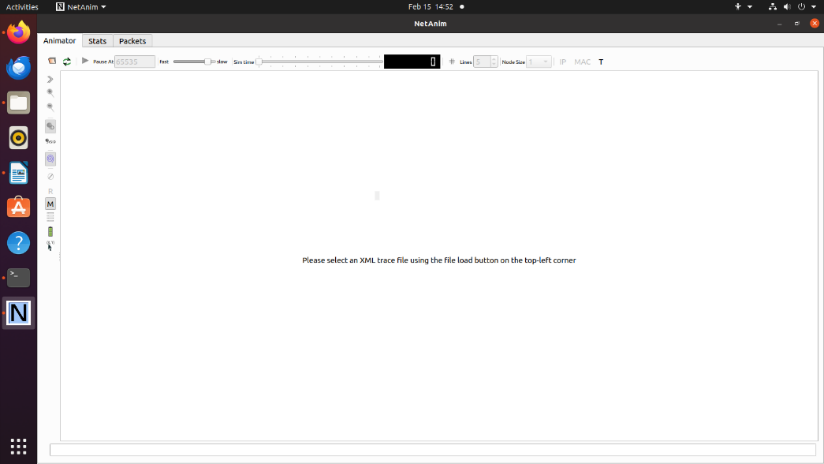 Activities NetAnim Feb 15 14:52
NetAnim
Animator Stats Packets
Pause At 65535 fast slow Sim time 0 Lines 5 Node Size 1 IP MAC T
R
M
Please select an XML trace file using the file load button on the top-left corner
N